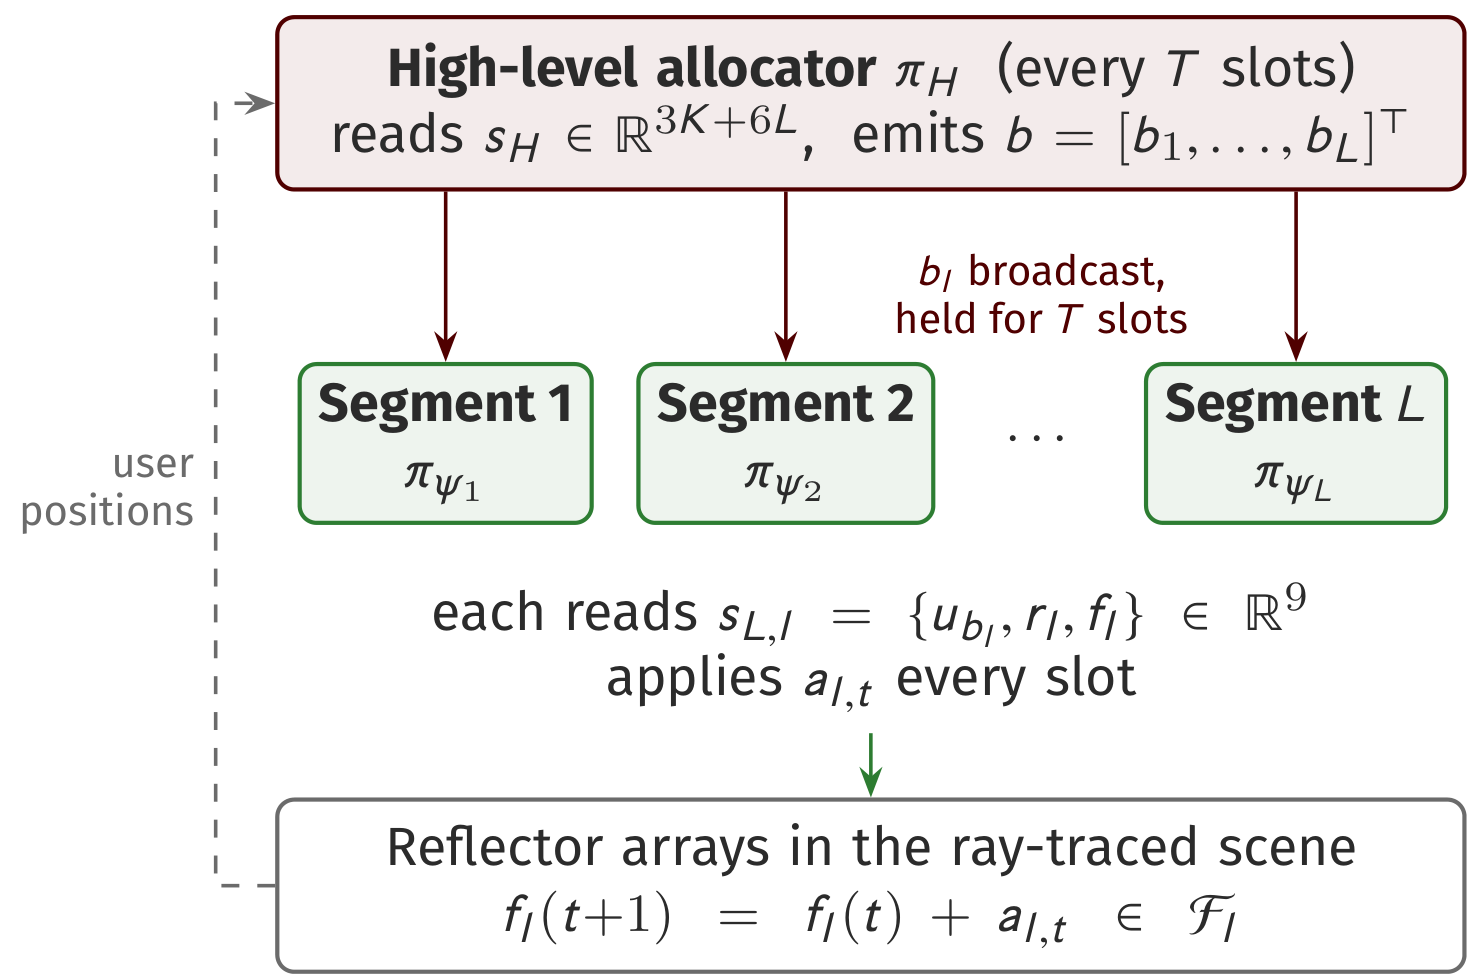 High-level allocator π_H (every T slots)
reads s_H ∈ ℝ^{3K+6L}, emits b = [b_1, ..., b_L]^⊤
b_l broadcast,
held for T slots
Segment 1
π_{ψ_1}
Segment 2
π_{ψ_2}
...
Segment L
π_{ψ_L}
user
positions
each reads s_{L,l} = {u_{b_l}, r_l, f_l} ∈ ℝ^9
applies a_{l,t} every slot
Reflector arrays in the ray-traced scene
f_l(t+1) = f_l(t) + a_{l,t} ∈ ℱ_l